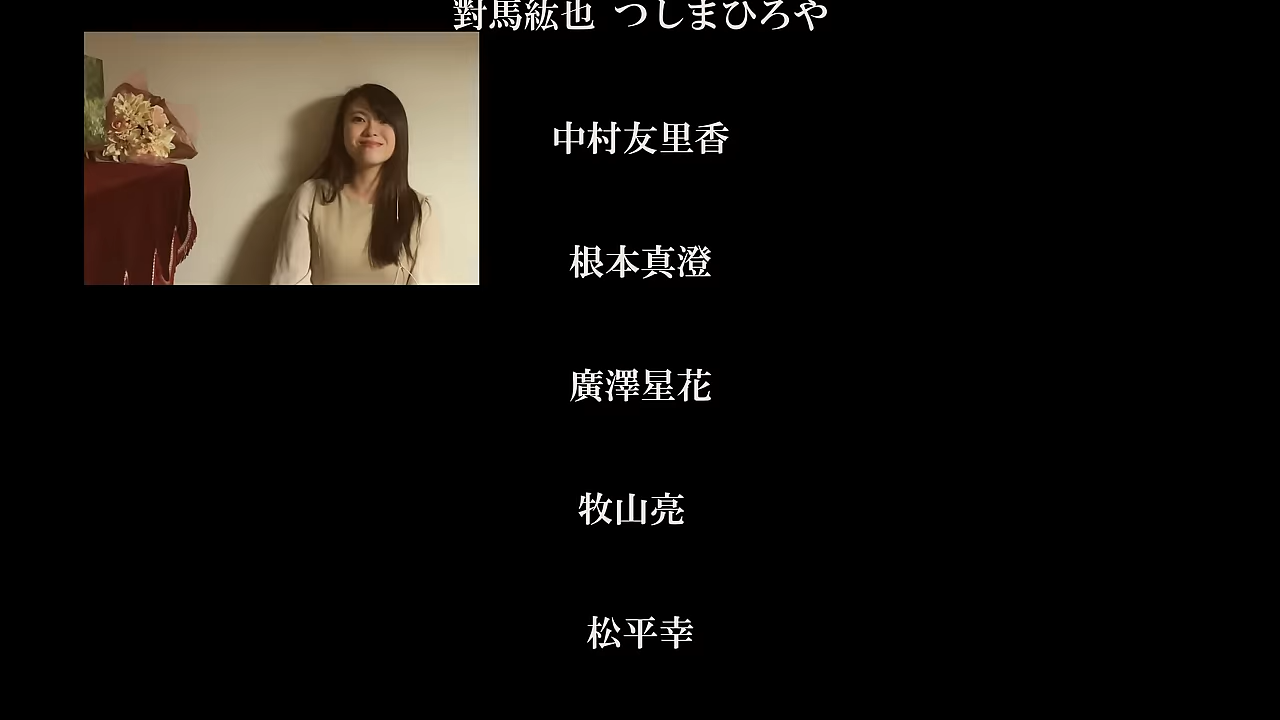 對馬紘也 つしまひろや
中村友里香
根本真澄
廣澤星花
牧山亮
松平幸